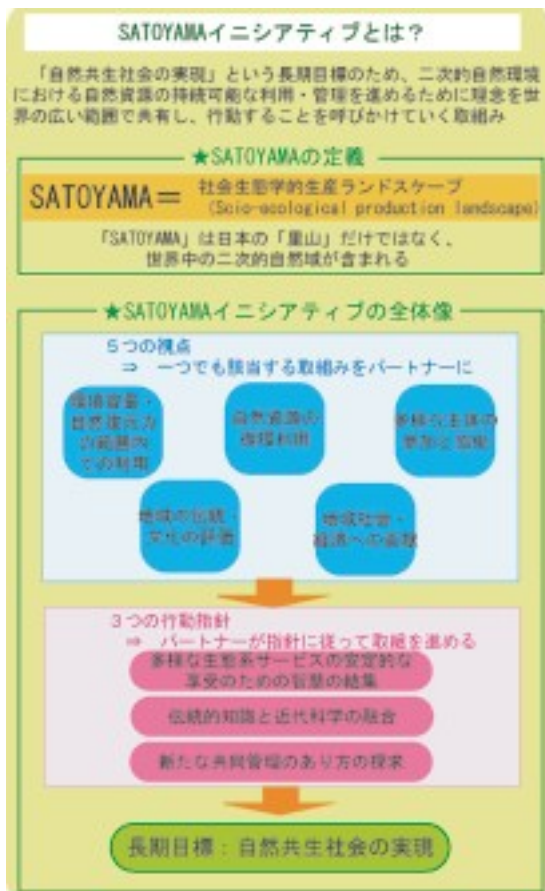 SATOYAMAイニシアティブとは？
「自然共生社会の実現」という長期目標のため、二次的自然環境
における自然資源の持続可能な利用・管理を進めるために理念を世
界の広い範囲で共有し、行動することを呼びかけていく取組み
★SATOYAMAの定義
SATOYAMA＝
社会生態学的生産ランドスケープ
(Scio-ecological production landscape)
「SATOYAMA」は日本の「里山」だけではなく、
世界中の二次的自然域が含まれる
★SATOYAMAイニシアティブの全体像
５つの視点
⇒ 一つでも該当する取組みをパートナーに
環境容量・
自然復元力
の範囲内
での利用
自然資源の
循環利用
多様な主体の
参加と協働
地域の伝統・
文化の評価
地域社会・
経済への貢献
３つの行動指針
⇒ パートナーが指針に従って取組を進める
多様な生態系サービスの安定的な
享受のための智慧の結集
伝統的知識と近代科学の融合
新たな共同管理のあり方の探求
長期目標：自然共生社会の実現